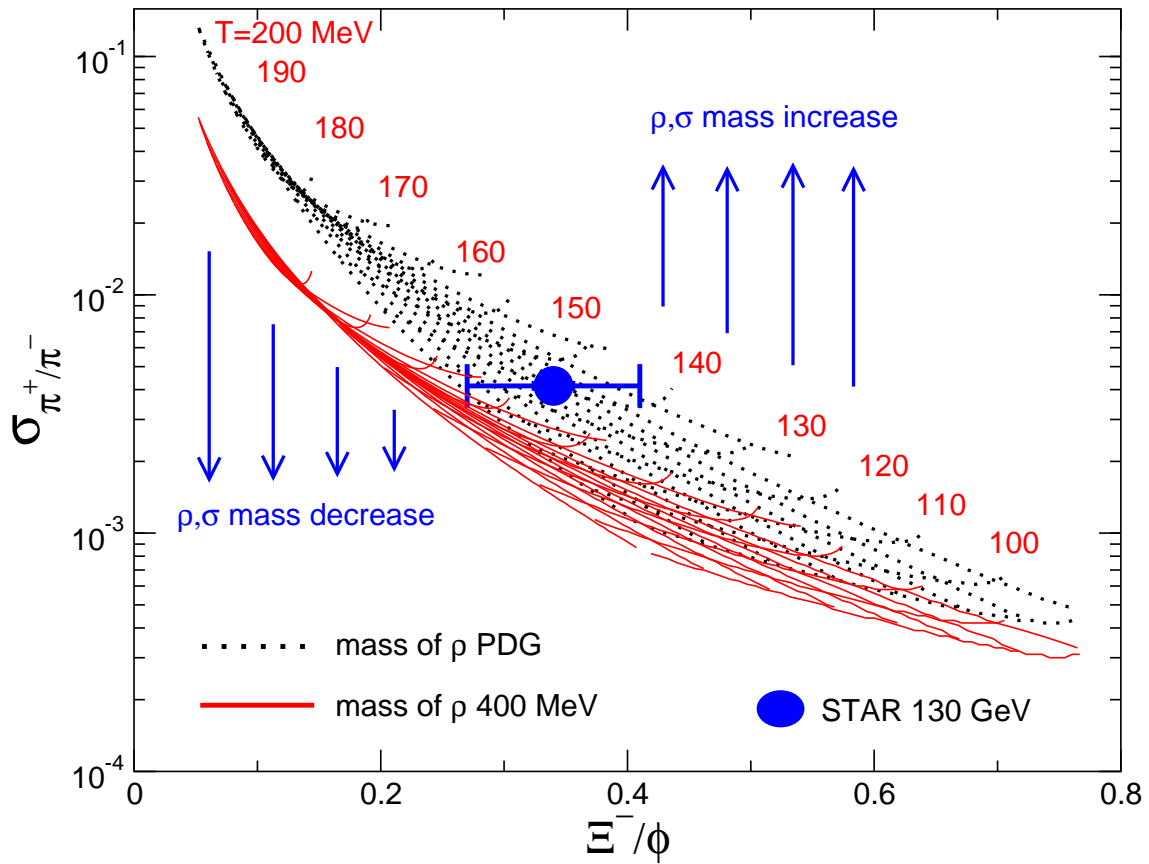 T=200 MeV
190
180
170
160
150
140
130
120
110
100
ρ,σ mass increase
ρ,σ mass decrease
mass of ρ PDG
mass of ρ 400 MeV
STAR 130 GeV
10⁻¹
10⁻²
10⁻³
10⁻⁴
0
0.2
0.4
0.6
0.8
σπ⁺/π⁻
Ξ⁻/ϕ